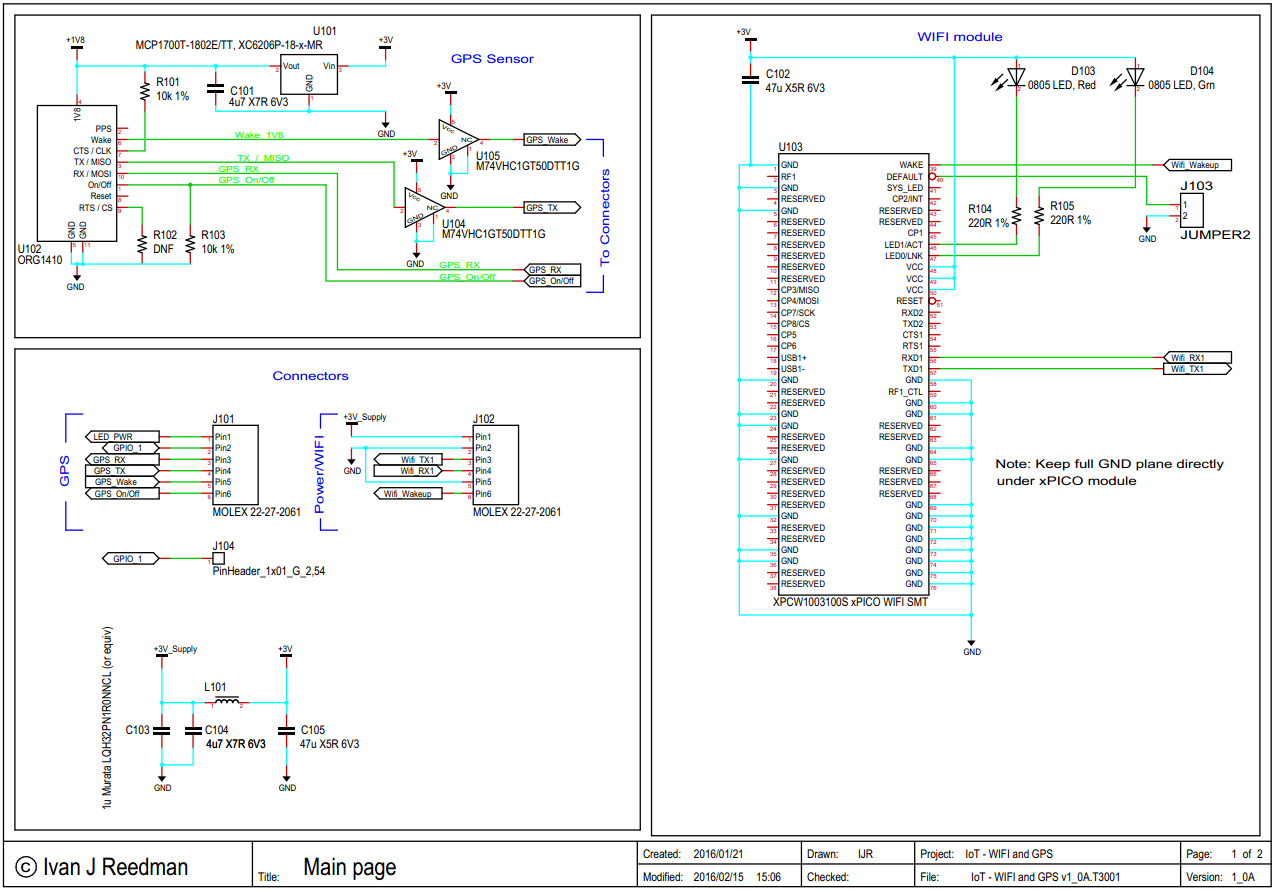 +1V8
MCP1700T-1802E/TT, XC6206P-18-x-MR
U101
+3V
GPS Sensor
Vout
Vin
GND
R101
10k 1%
C101
4u7 X7R 6V3
GND
1V8
PPS
Wake
CTS / CLK
TX / MISO
RX / MOSI
On/Off
Reset
RTS / CS
GND
GND
U102
ORG1410
GND
Wake_1V8
TX_/_MISO
GPS_RX
GPS_On/Off
R102
DNF
R103
10k 1%
+3V
Vcc
NC
GND
U105
M74VHC1GT50DTT1G
GND
+3V
Vcc
NC
GND
U104
M74VHC1GT50DTT1G
GND
GPS_Wake
GPS_TX
GPS_RX
GPS_RX
GPS_On/Off
GPS_On/Off
To Connectors
Connectors
GPS
LED_PWR
GPIO_1
GPS_RX
GPS_TX
GPS_Wake
GPS_On/Off
J101
Pin1
Pin2
Pin3
Pin4
Pin5
Pin6
MOLEX 22-27-2061
Power/WIFI
+3V_Supply
GND
Wifi_TX1
Wifi_RX1
Wifi_Wakeup
J102
Pin1
Pin2
Pin3
Pin4
Pin5
Pin6
MOLEX 22-27-2061
GPIO_1
J104
PinHeader_1x01_G_2,54
1u Murata LQH32PN1R0NNCL (or equiv)
+3V_Supply
+3V
L101
C103
C104
4u7 X7R 6V3
C105
47u X5R 6V3
GND
GND
WIFI module
+3V
C102
47u X5R 6V3
D103
0805 LED, Red
D104
0805 LED, Grn
U103
GND
RF1
GND
RESERVED
GND
RESERVED
RESERVED
RESERVED
RESERVED
RESERVED
RESERVED
CP3/MISO
CP4/MOSI
CP7/SCK
CP8/CS
CP5
CP6
USB1+
USB1-
GND
RESERVED
RESERVED
GND
GND
RESERVED
RESERVED
GND
RESERVED
RESERVED
RESERVED
RESERVED
GND
RESERVED
RESERVED
GND
GND
RESERVED
RESERVED
WAKE
DEFAULT
SYS_LED
CP2/INT
RESERVED
RESERVED
CP1
LED1/ACT
LED0/LNK
VCC
VCC
VCC
RESET
RXD2
TXD2
CTS1
RTS1
RXD1
TXD1
GND
RF1_CTL
GND
GND
RESERVED
RESERVED
GND
GND
RESERVED
RESERVED
RESERVED
GND
GND
GND
GND
GND
GND
GND
GND
XPCW1003100S xPICO WIFI SMT
R104
220R 1%
R105
220R 1%
Wifi_Wakeup
J103
1
2
JUMPER2
GND
Wifi_RX1
Wifi_TX1
GND
Note: Keep full GND plane directly
under xPICO module
© Ivan J Reedman
Title: Main page
Created: 2016/01/21
Drawn: IJR
Project: IoT - WIFI and GPS
Page: 1 of 2
Modified: 2016/02/15 15:06
Checked:
File: IoT - WIFI and GPS v1_0A.T3001
Version: 1_0A